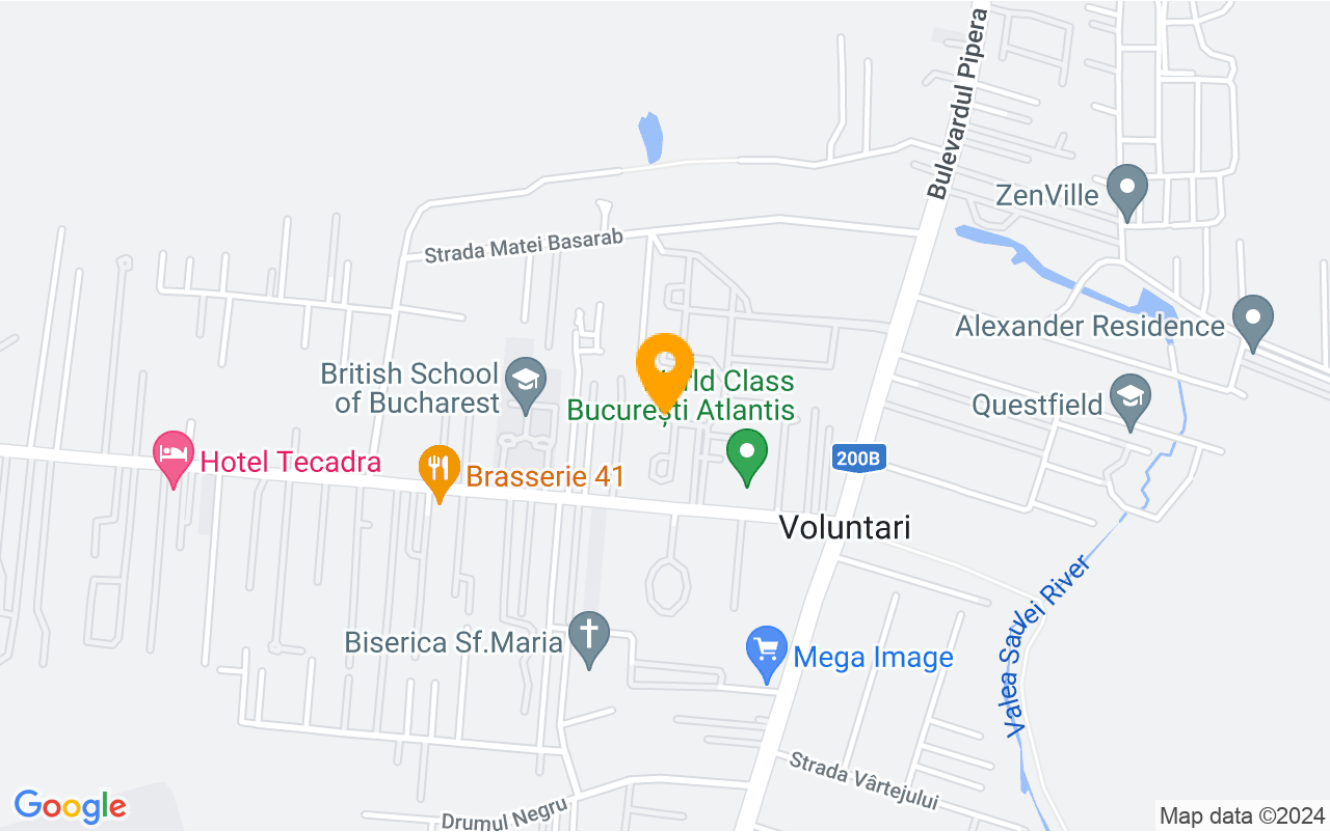 Bulevardul Pipera
ZenVille
Strada Matei Basarab
Alexander Residence
British School
of Bucharest
World Class
București Atlantis
Questfield
Hotel Tecadra
Brasserie 41
200B
Voluntari
Valea Saulei River
Biserica Sf.Maria
Mega Image
Strada Vârtejului
Drumul Negru
Google
Map data ©2024